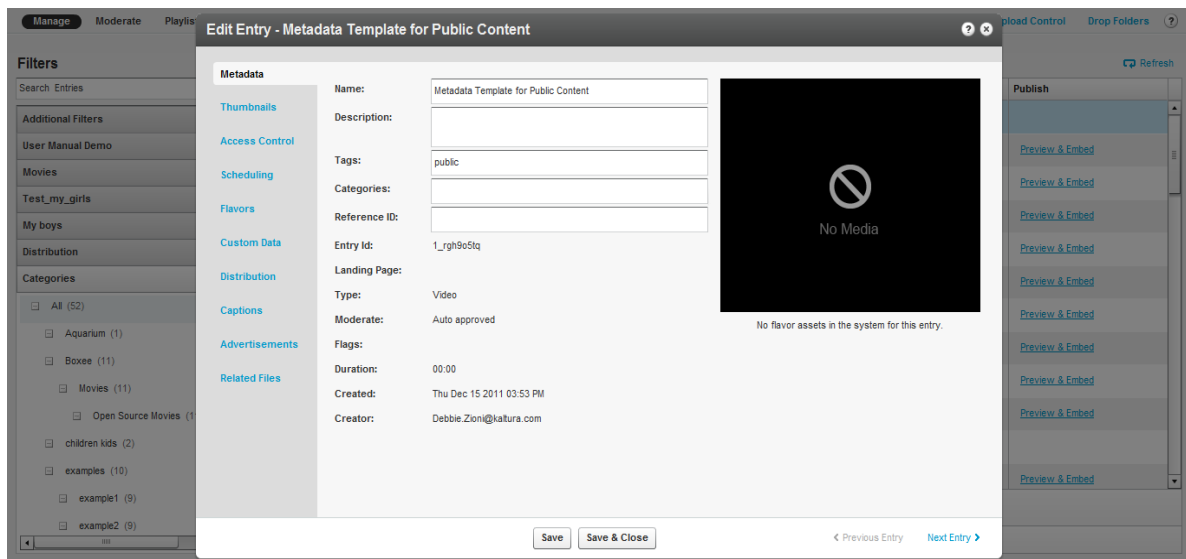 Manage Moderate Playlis Upload Control Drop Folders ?
Edit Entry - Metadata Template for Public Content ?
Filters
Refresh
Search Entries
Publish
Additional Filters
User Manual Demo
Movies
Test_my_girls
My boys
Distribution
Categories
All (52)
Aquarium (1)
Boxee (11)
Movies (11)
Open Source Movies (1
children kids (2)
examples (10)
example1 (9)
example2 (9)
Metadata
Thumbnails
Access Control
Scheduling
Flavors
Custom Data
Distribution
Captions
Advertisements
Related Files
Name: Metadata Template for Public Content
Description:
Tags: public
Categories:
Reference ID:
Entry Id: 1_rgh9o5tq
Landing Page:
Type: Video
Moderate: Auto approved
Flags:
Duration: 00:00
Created: Thu Dec 15 2011 03:53 PM
Creator: Debbie.Zioni@kaltura.com
No Media
No flavor assets in the system for this entry.
Preview & Embed
Preview & Embed
Preview & Embed
Preview & Embed
Preview & Embed
Preview & Embed
Preview & Embed
Preview & Embed
Preview & Embed
Preview & Embed
Save Save & Close Previous Entry Next Entry